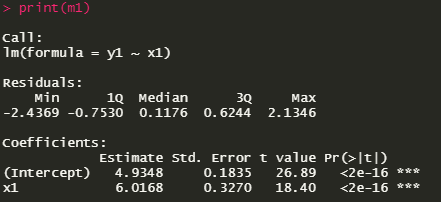 > print(m1)
Call:
lm(formula = y1 ~ x1)
Residuals:
    Min      1Q  Median      3Q     Max
-2.4369 -0.7530  0.1176  0.6244  2.1346
Coefficients:
            Estimate Std. Error t value Pr(>|t|)
(Intercept)   4.9348     0.1835   26.89   <2e-16 ***
x1            6.0168     0.3270   18.40   <2e-16 ***